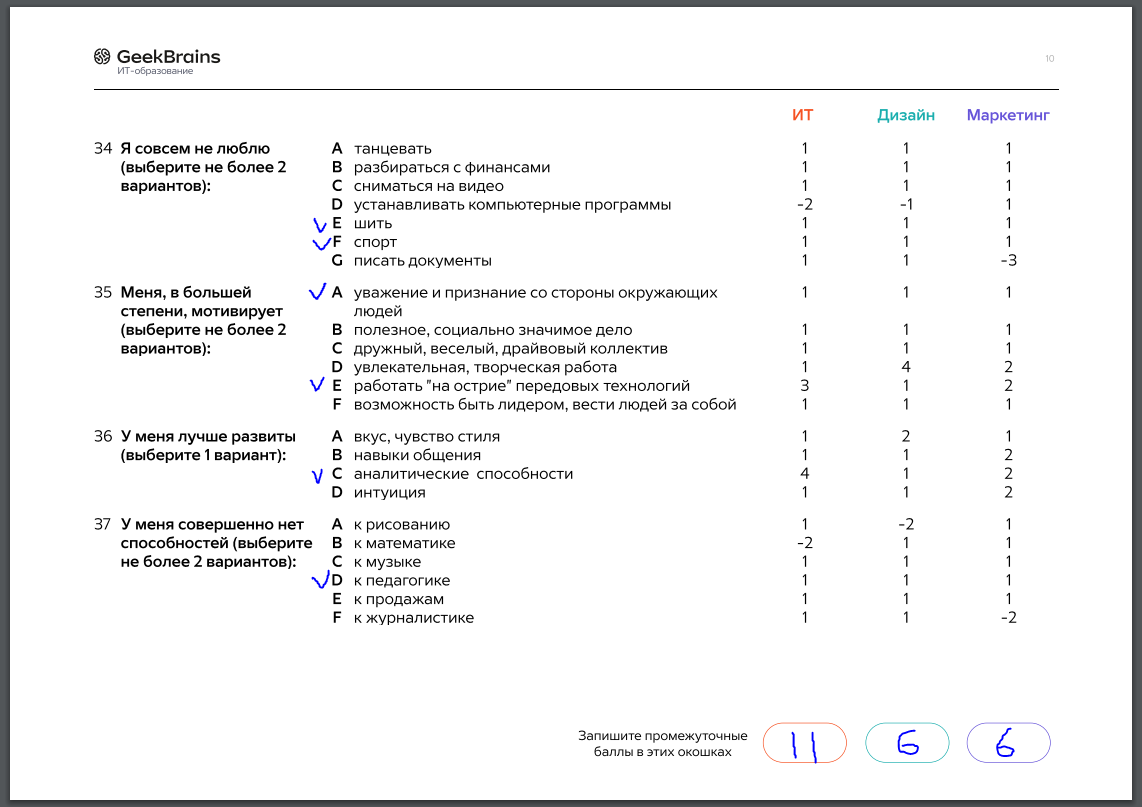 GeekBrains
ИТ-образование
10
ИТ Дизайн Маркетинг
34 Я совсем не люблю A танцевать 1 1 1
(выберите не более 2 B разбираться с финансами 1 1 1
вариантов): C сниматься на видео 1 1 1
D устанавливать компьютерные программы -2 -1 1
E шить 1 1 1
F спорт 1 1 1
G писать документы 1 1 -3
35 Меня, в большей A уважение и признание со стороны окружающих 1 1 1
степени, мотивирует людей
(выберите не более 2 B полезное, социально значимое дело 1 1 1
вариантов): C дружный, веселый, драйвовый коллектив 1 1 1
D увлекательная, творческая работа 1 4 2
E работать "на острие" передовых технологий 3 1 2
F возможность быть лидером, вести людей за собой 1 1 1
36 У меня лучше развиты A вкус, чувство стиля 1 2 1
(выберите 1 вариант): B навыки общения 1 1 2
C аналитические способности 4 1 2
D интуиция 1 1 2
37 У меня совершенно нет A к рисованию 1 -2 1
способностей (выберите B к математике -2 1 1
не более 2 вариантов): C к музыке 1 1 1
D к педагогике 1 1 1
E к продажам 1 1 1
F к журналистике 1 1 -2
Запишите промежуточные
баллы в этих окошках 11 6 6